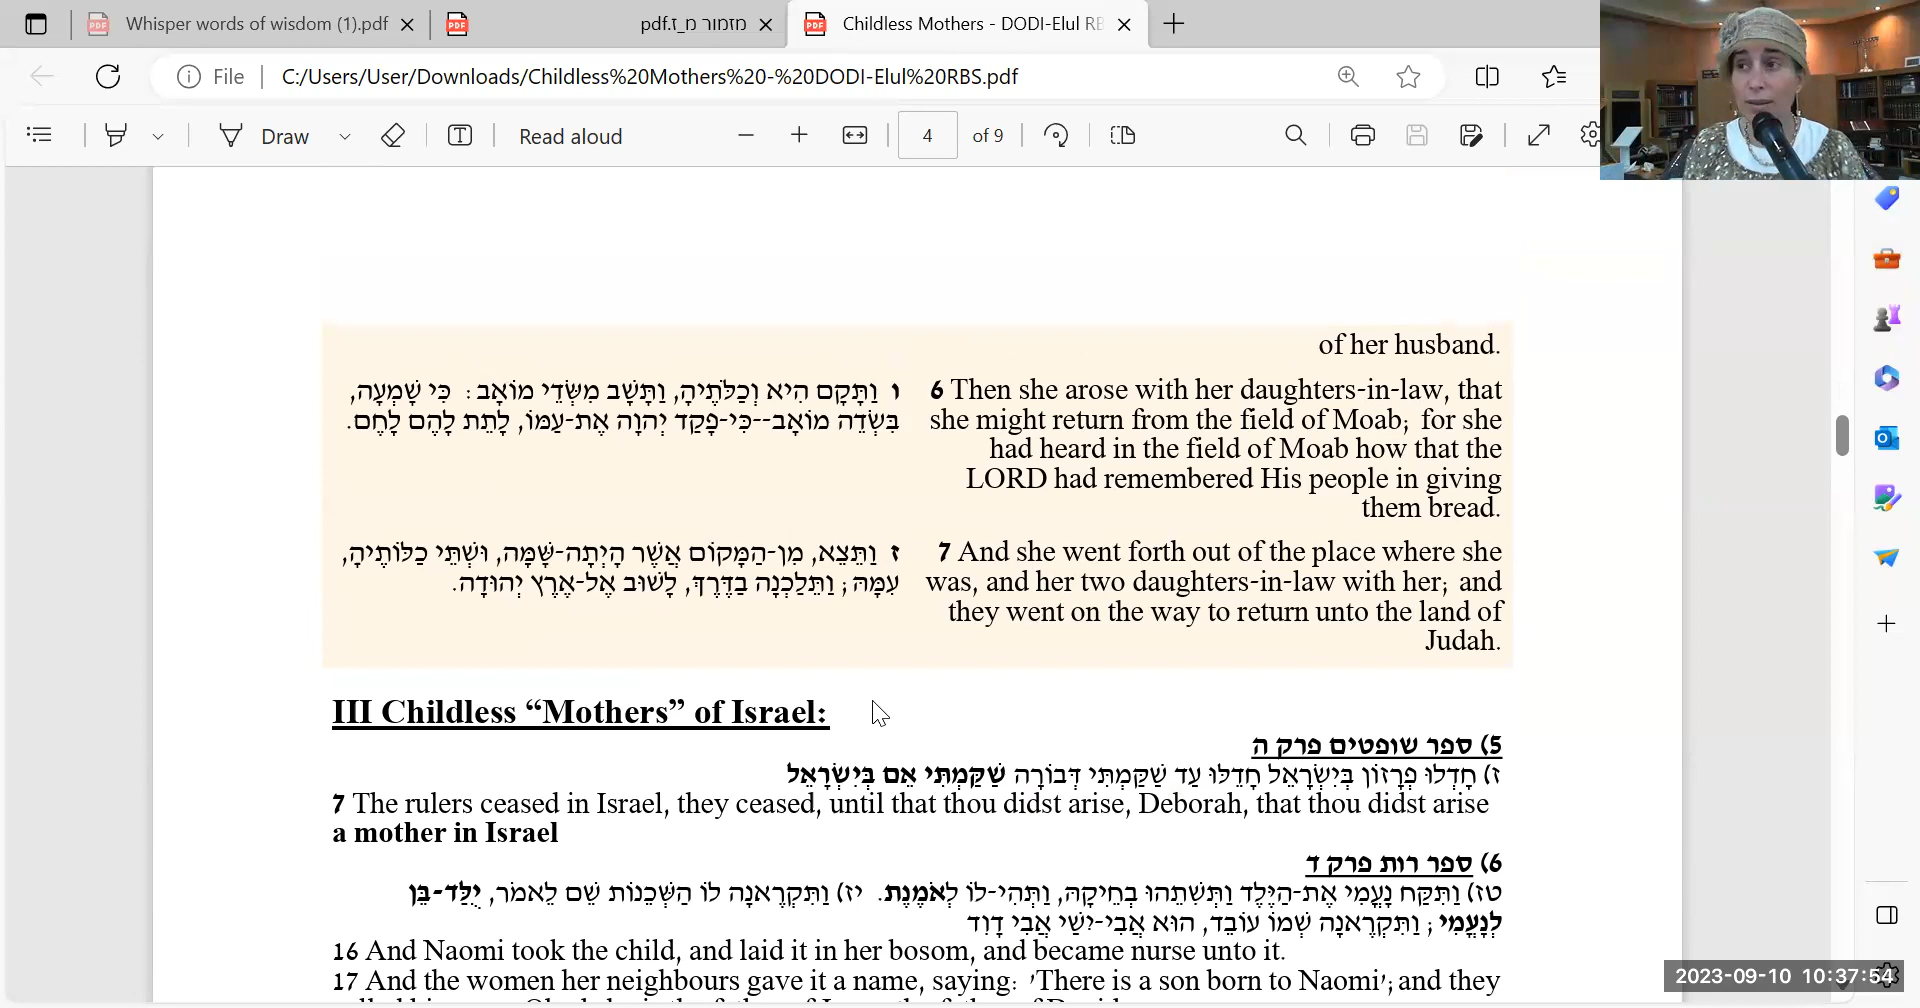 Whisper words of wisdom (1).pdf
מזמור מ_ז.pdf
Childless Mothers - DODI-Elul RB
File
C:/Users/User/Downloads/Childless%20Mothers%20-%20DODI-Elul%20RBS.pdf
Draw
Read aloud
4
of 9
of her husband.
ו וַתָּקָם הִיא וְכַלֹּתֶיהָ, וַתָּשָׁב מִשְּׂדֵי מוֹאָב: כִּי שָׁמְעָה,
בִּשְׂדֵה מוֹאָב--כִּי-פָקַד יְהוָה אֶת-עַמּוֹ, לָתֵת לָהֶם לָחֶם.
6 Then she arose with her daughters-in-law, that
she might return from the field of Moab; for she
had heard in the field of Moab how that the
LORD had remembered His people in giving
them bread.
ז וַתֵּצֵא, מִן-הַמָּקוֹם אֲשֶׁר הָיְתָה-שָּׁמָּה, וּשְׁתֵּי כַלּוֹתֶיהָ,
עִמָּהּ; וַתֵּלַכְנָה בַדֶּרֶךְ, לָשׁוּב אֶל-אֶרֶץ יְהוּדָה.
7 And she went forth out of the place where she
was, and her two daughters-in-law with her; and
they went on the way to return unto the land of
Judah.
III Childless “Mothers” of Israel:
5) ספר שופטים פרק ה
ז) חָדְלוּ פְרָזוֹן בְּיִשְׂרָאֵל חָדֵלּוּ עַד שַׁקַּמְתִּי דְּבוֹרָה שַׁקַּמְתִּי אֵם בְּיִשְׂרָאֵל
7 The rulers ceased in Israel, they ceased, until that thou didst arise, Deborah, that thou didst arise
a mother in Israel
6) ספר רות פרק ד
טז) וַתִּקַּח נָעֳמִי אֶת-הַיֶּלֶד וַתְּשִׁתֵהוּ בְחֵיקָהּ, וַתְּהִי-לוֹ לְאֹמֶנֶת. יז) וַתִּקְרֶאנָה לוֹ הַשְּׁכֵנוֹת שֵׁם לֵאמֹר, יֻלַּד-בֵּן
לְנָעֳמִי; וַתִּקְרֶאנָה שְׁמוֹ עוֹבֵד, הוּא אֲבִי-יִשַׁי אֲבִי דָוִד
16 And Naomi took the child, and laid it in her bosom, and became nurse unto it.
17 And the women her neighbours gave it a name, saying: 'There is a son born to Naomi'; and they
2023-09-10 10:37:54